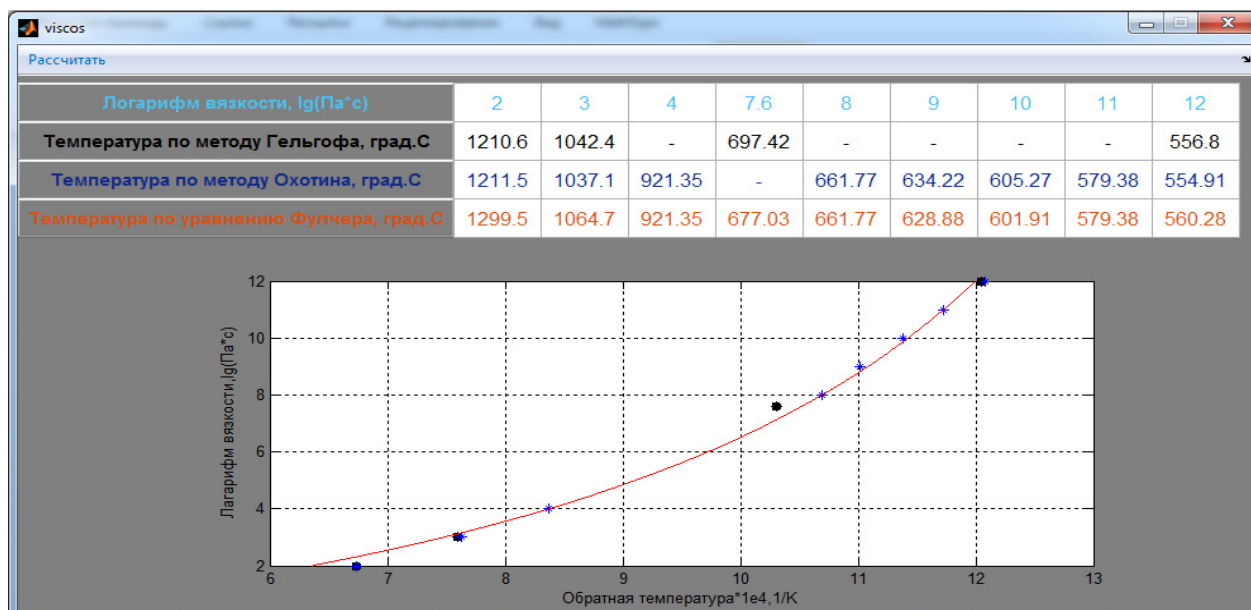 viscos
Рассчитать
Логарифм вязкости, lg(Па*с) 2 3 4 7.6 8 9 10 11 12
Температура по методу Гельгофа, град.С 1210.6 1042.4 - 697.42 - - - - 556.8
Температура по методу Охотина, град.С 1211.5 1037.1 921.35 - 661.77 634.22 605.27 579.38 554.91
Температура по уравнению Фулчера, град.С 1299.5 1064.7 921.35 677.03 661.77 628.88 601.91 579.38 560.28
Лагарифм вязкости,lg(Па*с)
12
10
8
6
4
2
6 7 8 9 10 11 12 13
Обратная температура*1e4,1/K